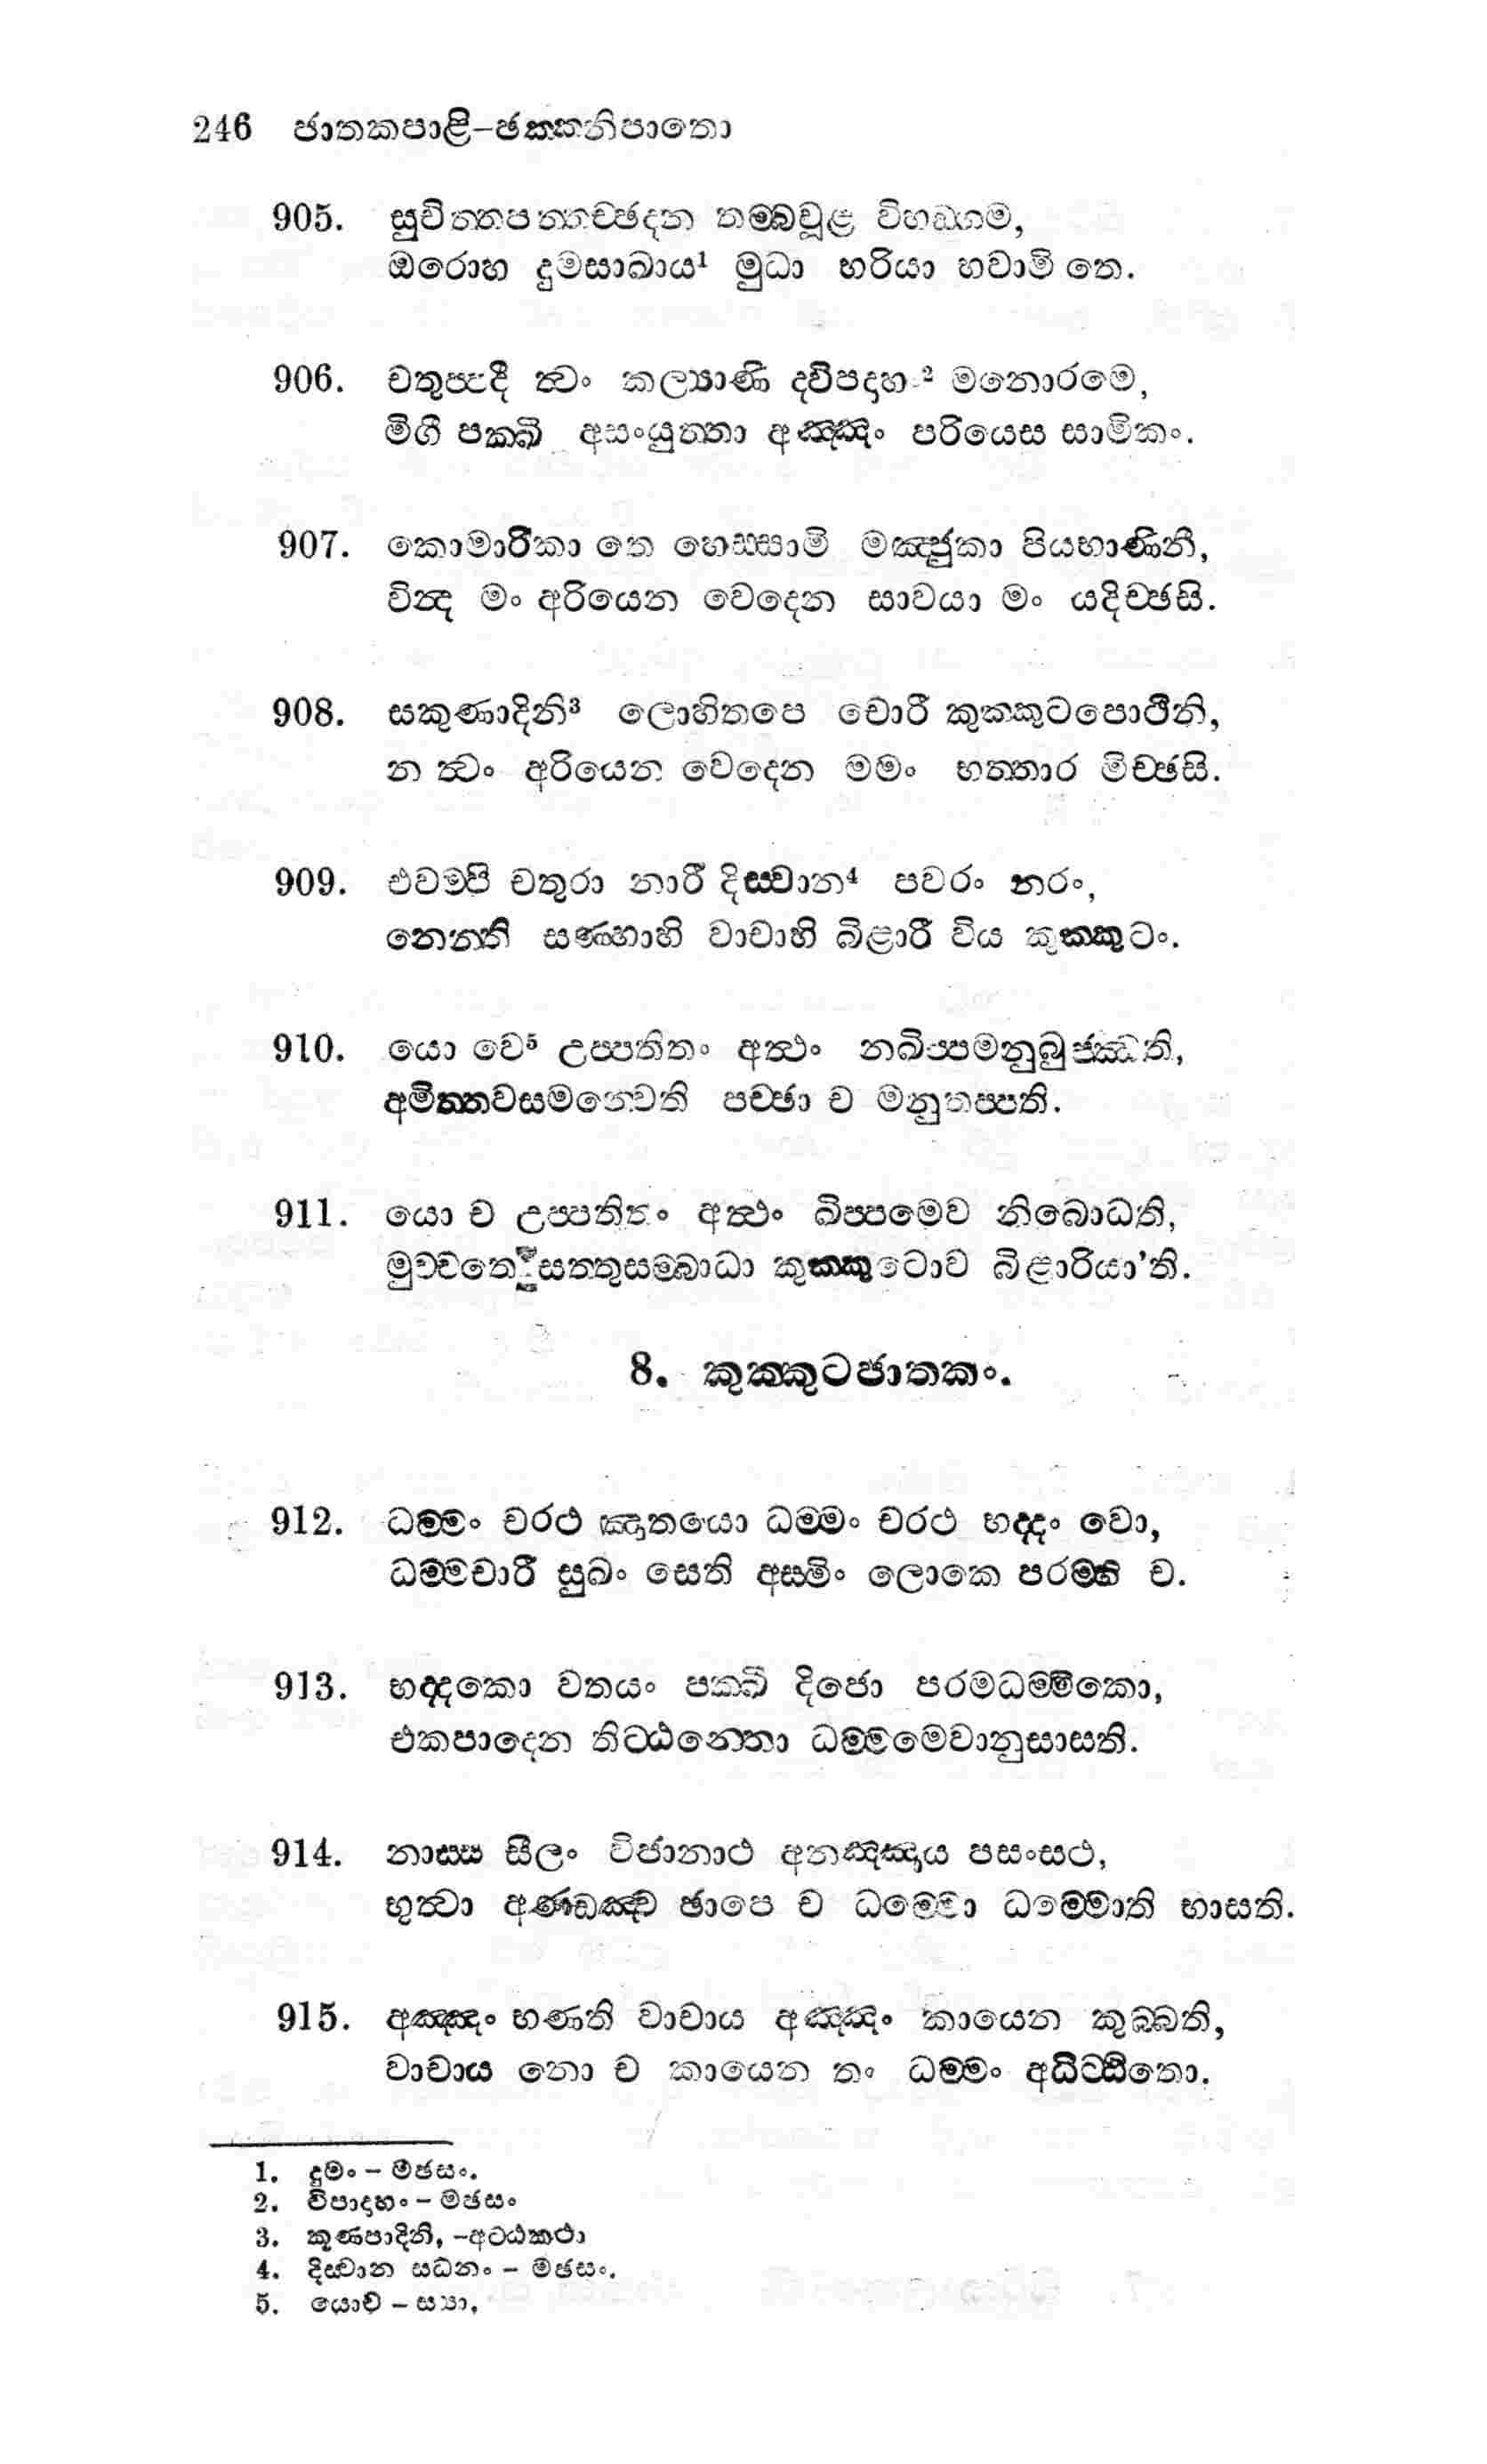 246 ජාතකපාළි-ඡක්කනිපාතො
905. සුචිත්තපත්තච්ඡදන තම්බචූළ විහඞ්ගම,
ඔරොහ දුමසාඛාය¹ මුධා භරියා භවාමි තෙ.
906. චතුප්පදී ත්වං කල්‍යාණි ද්විපදාහං² මනොරමෙ,
මිගී පක්ඛී අසංයුත්තා අඤ්ඤං පරියෙස සාමිකං.
907. කොමාරිකා තෙ හෙස්සාමි මඤ්ජුකා පියභාණිනී,
වින්ද මං අරියෙන වෙදෙන සාවයා මං යදිච්ඡසි.
908. සකුණාදිනි³ ලොහිතපෙ චොරි කුක්කුටපොථිනි,
න ත්වං අරියෙන වෙදෙන මමං භත්තාර මිච්ඡසි.
909. එවම්පි චතුරා නාරී දිස්වාන⁴ පවරං නරං,
නෙන්ති සණ්හාහි වාචාහි බිළාරී විය කුක්කුටං.
910. යො වෙ⁵ උප්පතිතං අත්ථං නඛිප්පමනුබුජ්ඣති,
අමිත්තවසමන්වෙති පච්ඡා ච මනුතප්පති.
911. යො ච උප්පතිතං අත්ථං ඛිප්පමෙව නිබොධති,
මුච්චතෙ සත්තුසම්බාධා කුක්කුටොව බිළාරියා’ති.
8. කුක්කුටජාතකං.
912. ධම්මං චරථ ඤාතයො ධම්මං චරථ භද්දං වො,
ධම්මචාරී සුඛං සෙති අස්මිං ලොකෙ පරම්හි ච.
913. භද්දකො වතයං පක්ඛී දිජො පරමධම්මිකො,
එකපාදෙන තිට්ඨන්තො ධම්මමෙවානුසාසති.
914. නාස්ස සීලං විජානාථ අනඤ්ඤාය පසංසථ,
භුත්වා අණ්ඩඤ්ච ඡාපෙ ච ධම්මො ධම්මොති භාසති.
915. අඤ්ඤං භණති වාචාය අඤ්ඤං කායෙන කුබ්බති,
වාචාය නො ච කායෙන තං ධම්මං අධිට්ඨිතො.
1. දුමං – මඡසං.
2. ද්විපාදාහං – මඡසං
3. කුණපාදිනි, -අට්ඨකථා
4. දිස්වාන සධනං – මඡසං.
5. යොච – ස්‍යා,